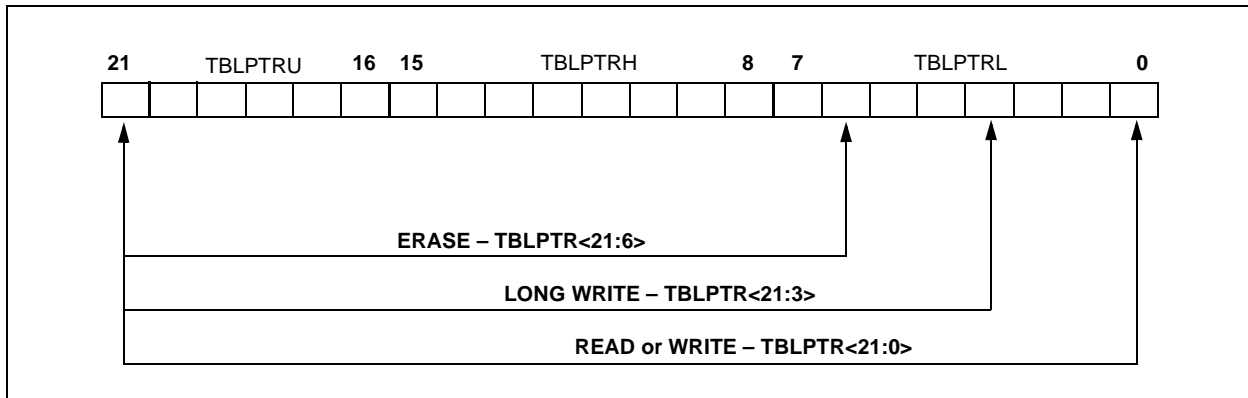 21 TBLPTRU 16 15 TBLPTRH 8 7 TBLPTRL 0
ERASE – TBLPTR<21:6>
LONG WRITE – TBLPTR<21:3>
READ or WRITE – TBLPTR<21:0>